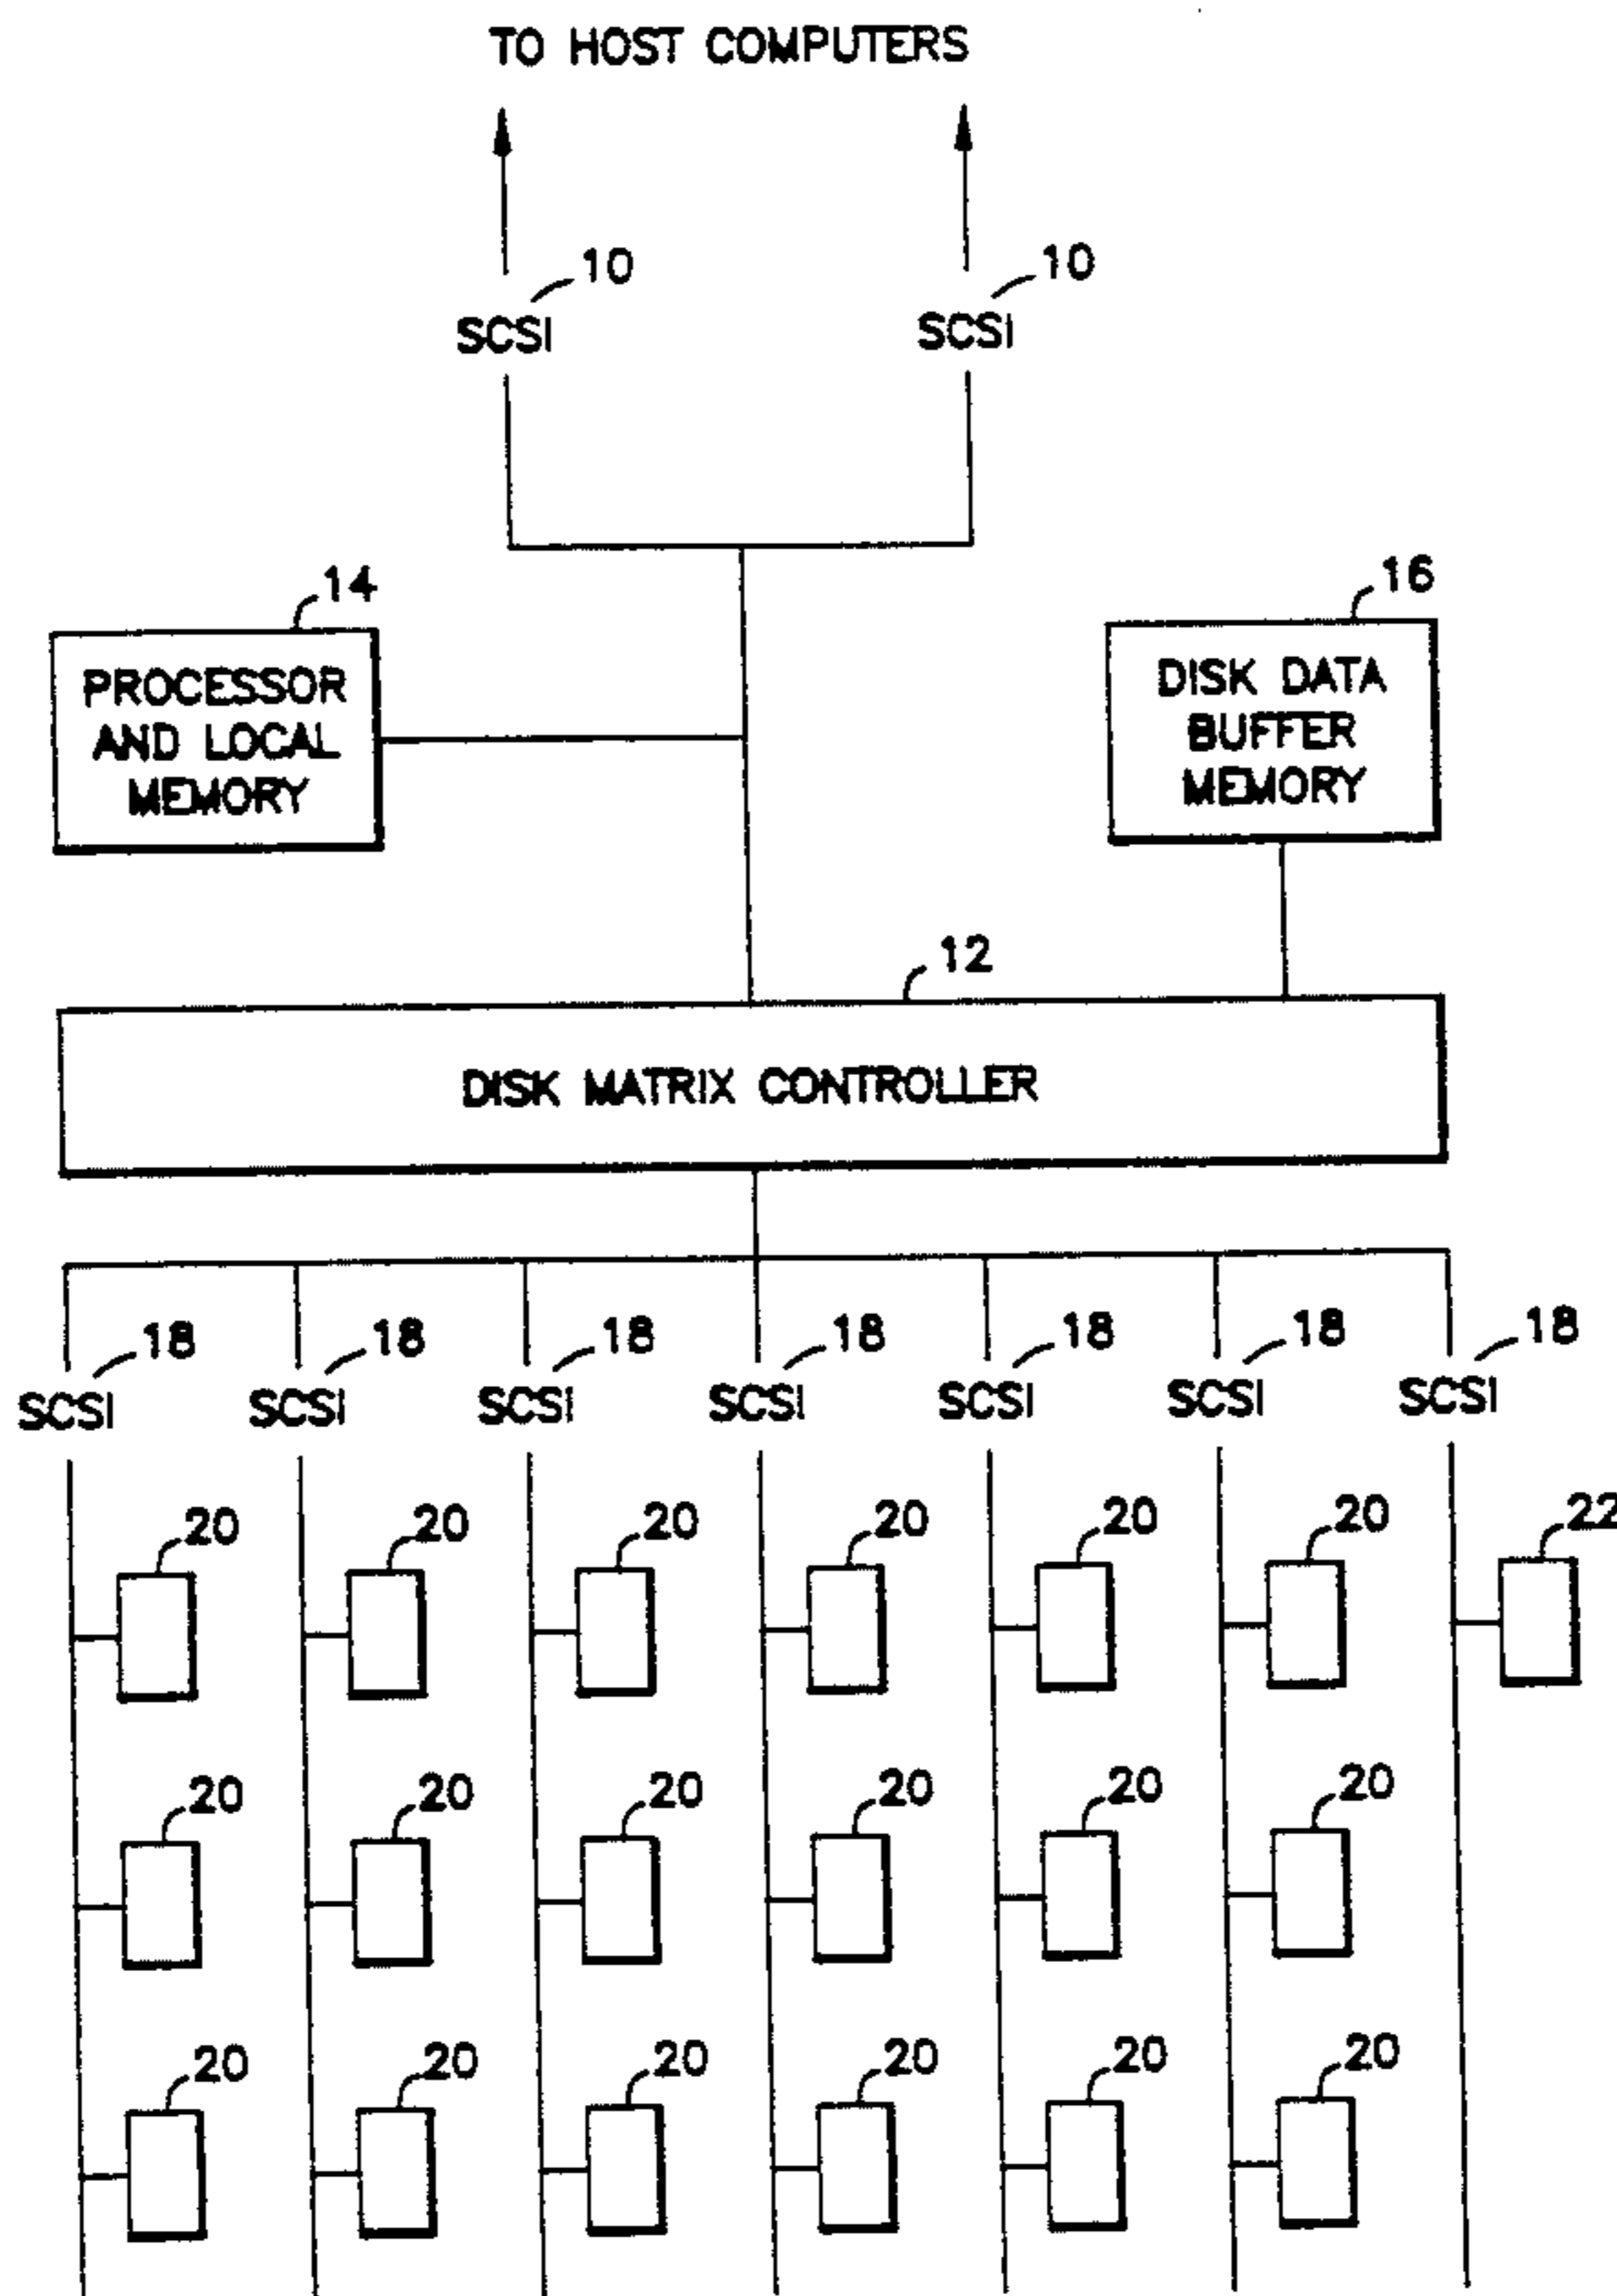 TO HOST COMPUTERS
10
10
SCSI
SCSI
14
16
PROCESSOR
AND LOCAL
MEMORY
DISK DATA
BUFFER
MEMORY
12
DISK MATRIX CONTROLLER
18
18
18
18
18
18
18
SCSI
SCSI
SCSI
SCSI
SCSI
SCSI
SCSI
20
20
20
20
20
20
22
20
20
20
20
20
20
20
20
20
20
20
20